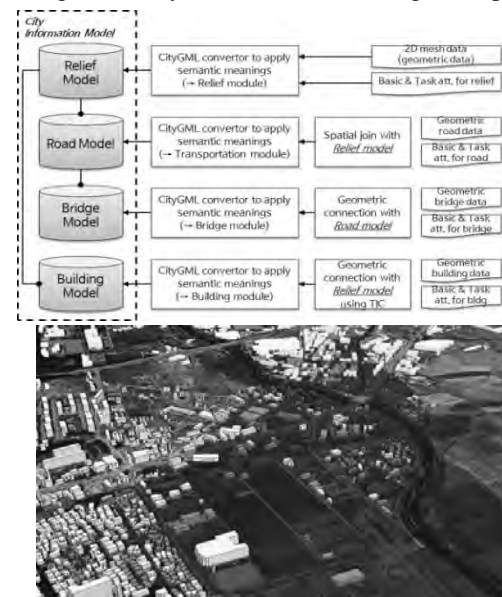 City
Information Model
Relief
Model
CityGML convertor to apply
semantic meanings
(→ Relief module)
2D mesh data
(geometric data)
Basic & Task att. for relief
Road Model
CityGML convertor to apply
semantic meanings
(→ Transportation module)
Spatial join with
Relief model
Geometric
road data
Basic & Task
att. for road
Bridge
Model
CityGML convertor to apply
semantic meanings
(→ Bridge module)
Geometric
connection with
Road model
Geometric
bridge data
Basic & Task
att. for bridge
Building
Model
CityGML convertor to apply
semantic meanings
(→ Building module)
Geometric
connection with
Relief model
using TIC
Geometric
building data
Basic & Task
att. for bldg